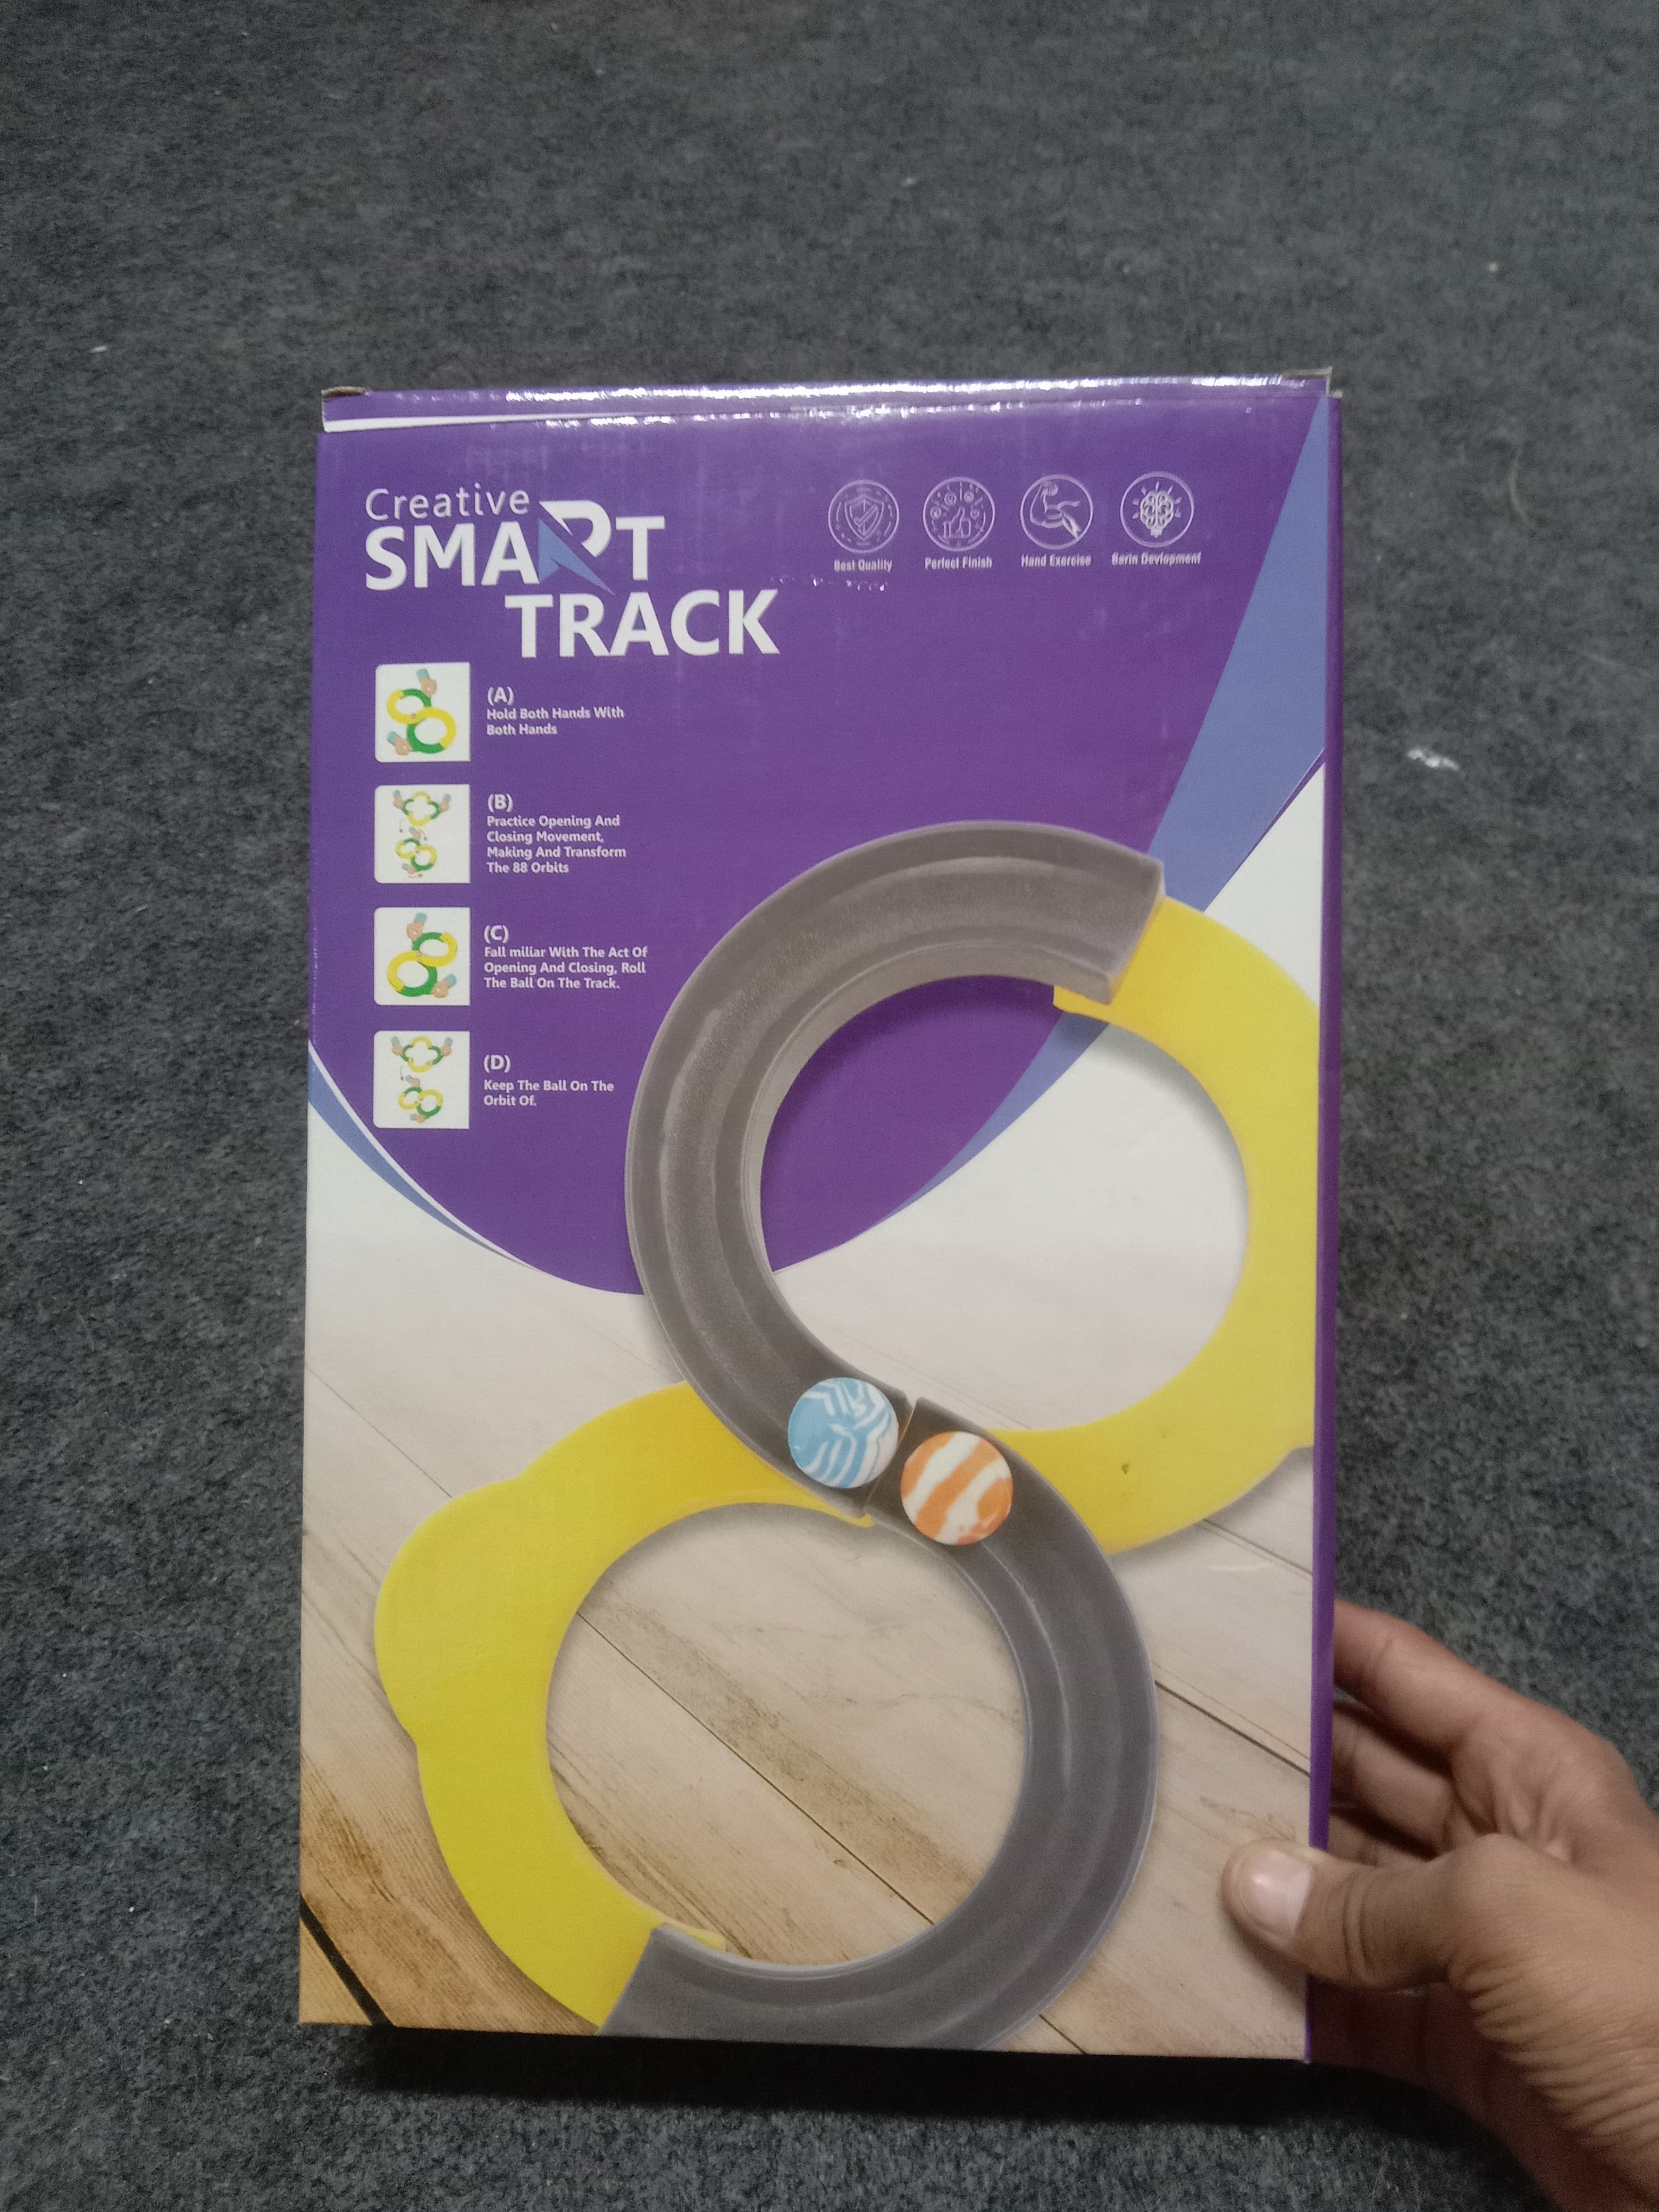 Creative
SMART
TRACK
Best Quality
Perfect Finish
Hand Exercise
Barin Devlopment
(A)
Hold Both Hands With
Both Hands
(B)
Practice Opening And
Closing Movement,
Making And Transform
The 88 Orbits
(C)
Fall miliar With The Act Of
Opening And Closing, Roll
The Ball On The Track.
(D)
Keep The Ball On The
Orbit Of.